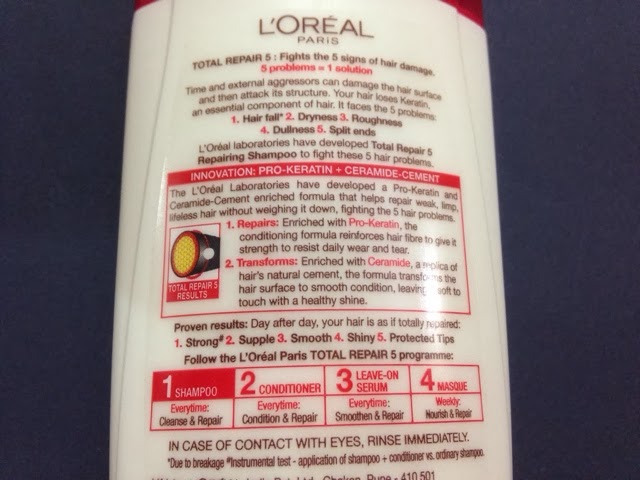 L'ORÉAL
PARIS
TOTAL REPAIR 5 : Fights the 5 signs of hair damage.
5 problems = 1 solution
Time and external aggressors can damage the hair surface
and then attack its structure. Your hair loses Keratin,
an essential component of hair. It faces the 5 problems:
1. Hair fall* 2. Dryness 3. Roughness
4. Dullness 5. Split ends
L'Oréal laboratories have developed Total Repair 5
Repairing Shampoo to fight these 5 hair problems.
INNOVATION: PRO-KERATIN + CERAMIDE-CEMENT
The L'Oréal Laboratories have developed a Pro-Keratin and
Ceramide-Cement enriched formula that helps repair weak, limp,
lifeless hair without weighing it down, fighting the 5 hair problems.
1. Repairs: Enriched with Pro-Keratin, the
conditioning formula reinforces hair fibre to give it
strength to resist daily wear and tear.
2. Transforms: Enriched with Ceramide, a replica of
hair's natural cement, the formula transforms the
hair surface to smooth condition, leaving soft to
touch with a healthy shine.
TOTAL REPAIR 5
RESULTS
Proven results: Day after day, your hair is as if totally repaired:
1. Strong# 2. Supple 3. Smooth 4. Shiny 5. Protected Tips
Follow the L'Oréal Paris TOTAL REPAIR 5 programme:
1 SHAMPOO
Everytime:
Cleanse & Repair
2 CONDITIONER
Everytime:
Condition & Repair
3 LEAVE-ON
SERUM
Everytime:
Smoothen & Repair
4 MASQUE
Weekly:
Nourish & Repair
IN CASE OF CONTACT WITH EYES, RINSE IMMEDIATELY.
*Due to breakage #Instrumental test - application of shampoo + conditioner vs. ordinary shampoo.
Pvt. Ltd., Chakan, Pune - 410 501